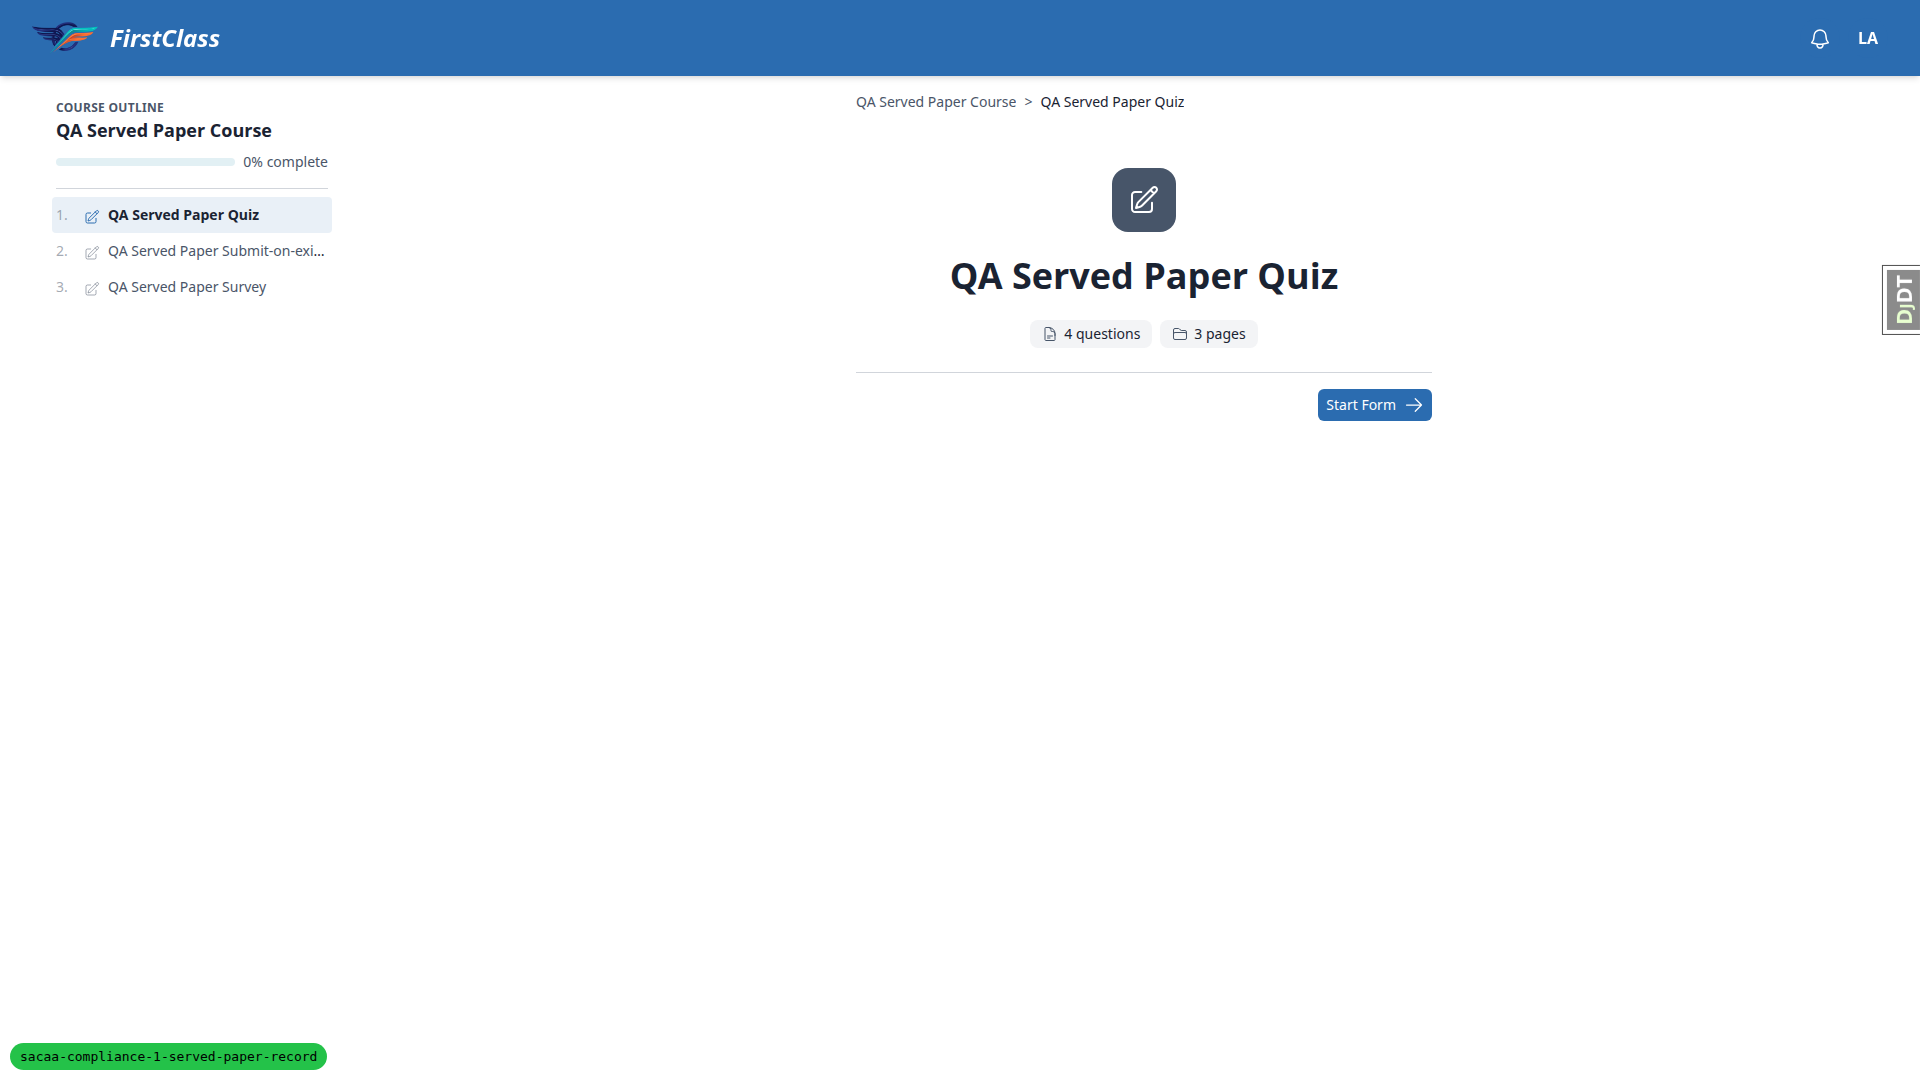 FirstClass
LA
COURSE OUTLINE
QA Served Paper Course
0% complete
1. QA Served Paper Quiz
2. QA Served Paper Submit-on-exi...
3. QA Served Paper Survey
QA Served Paper Course > QA Served Paper Quiz
QA Served Paper Quiz
4 questions 3 pages
Start Form
DJDT
sacaa-compliance-1-served-paper-record